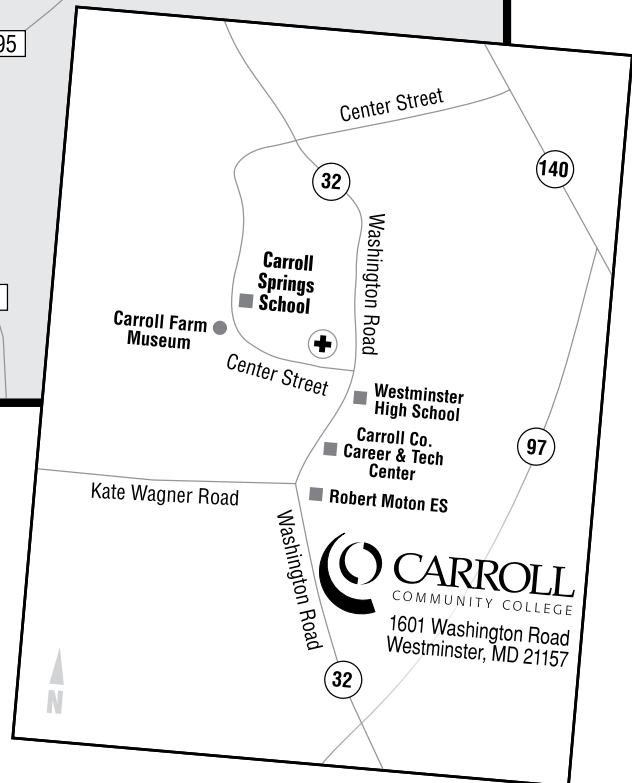 95
Center Street
140
32
Washington Road
Carroll
Springs
School
Carroll Farm
Museum
Center Street
Westminster
High School
Carroll Co.
Career & Tech
Center
97
Kate Wagner Road
Robert Moton ES
Washington Road
CARROLL
COMMUNITY COLLEGE
1601 Washington Road
Westminster, MD 21157
32
N